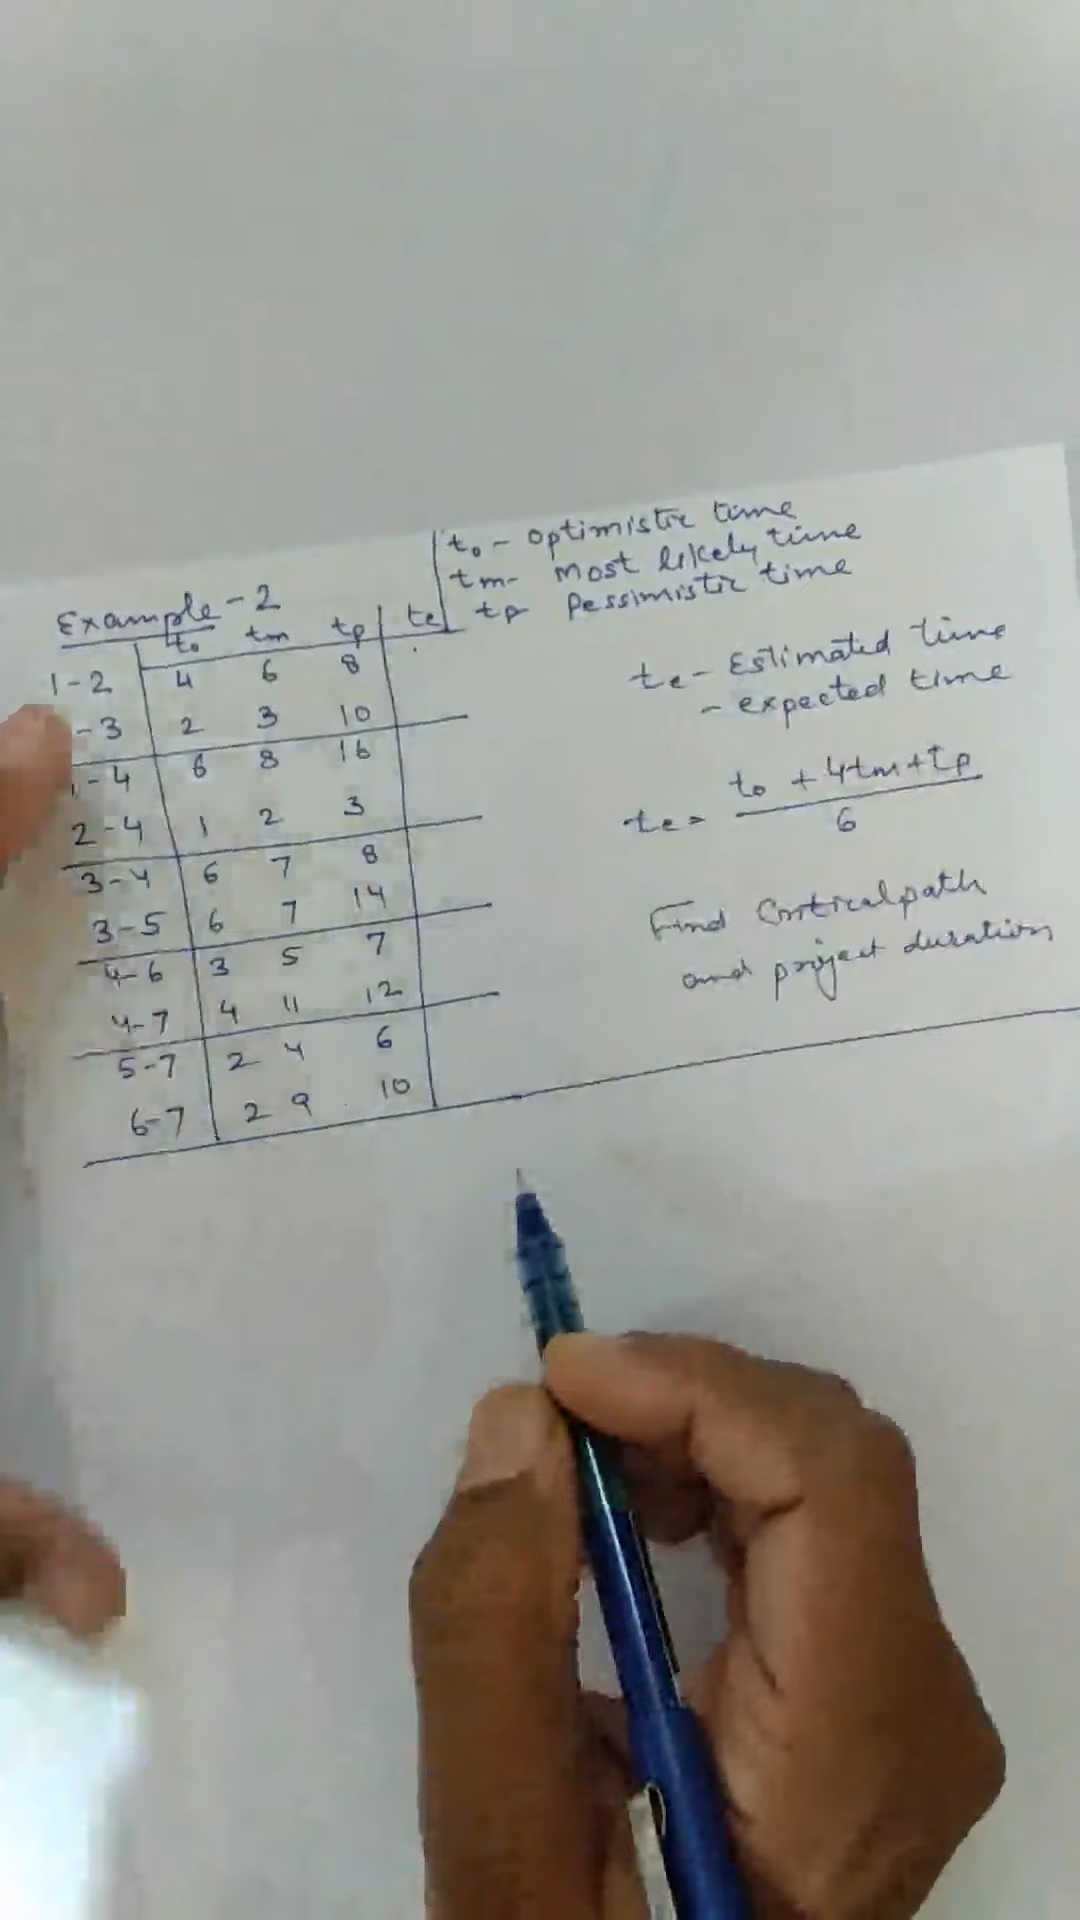 Example-2
to tm tp te
1-2 4 6 8
-3 2 3 10
1-4 6 8 16
2-4 1 2 3
3-4 6 7 8
3-5 6 7 14
4-6 3 5 7
4-7 4 11 12
5-7 2 4 6
6-7 2 9 10
to - optimistic time
tm- most likely time
tp Pessimistic time
te - Estimated time
- expected time
te = to + 4tm + tp
6
Find Critical path
and project duration